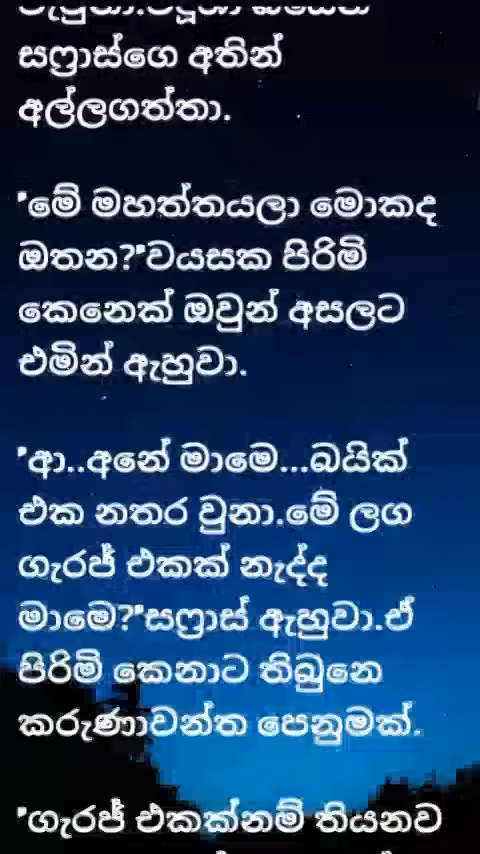 සෆ්‍රාස්ගෙ අතින්
අල්ලගත්තා.
"මේ මහත්තයලා මොකද
ඔතන?"වයසක පිරිමි
කෙනෙක් ඔවුන් අසලට
එමින් ඇහුවා.
"ආ..අනේ මාමෙ...බයික්
එක නතර වුනා.මේ ලග
ගැරජ් එකක් නැද්ද
මාමෙ?"සෆ්‍රාස් ඇහුවා.ඒ
පිරිමි කෙනාට තිබුනෙ
කරුණාවන්ත පෙනුමක්.
"ගැරජ් එකක්නම් තියනව